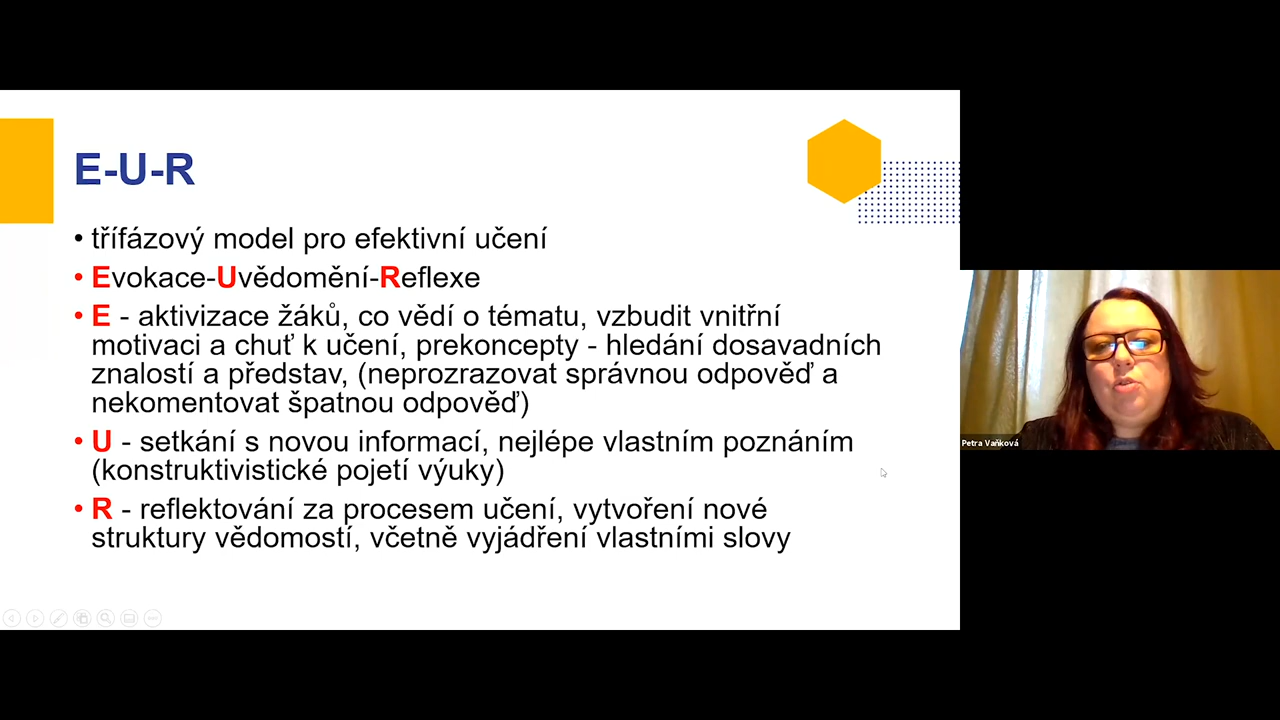 E-U-R
• třífázový model pro efektivní učení
• Evokace-Uvědomění-Reflexe
• E - aktivizace žáků, co vědí o tématu, vzbudit vnitřní
motivaci a chuť k učení, prekoncepty - hledání dosavadních
znalostí a představ, (neprozrazovat správnou odpověď a
nekomentovat špatnou odpověď)
• U - setkání s novou informací, nejlépe vlastním poznáním
(konstruktivistické pojetí výuky)
• R - reflektování za procesem učení, vytvoření nové
struktury vědomostí, včetně vyjádření vlastními slovy
Petra Vaňková